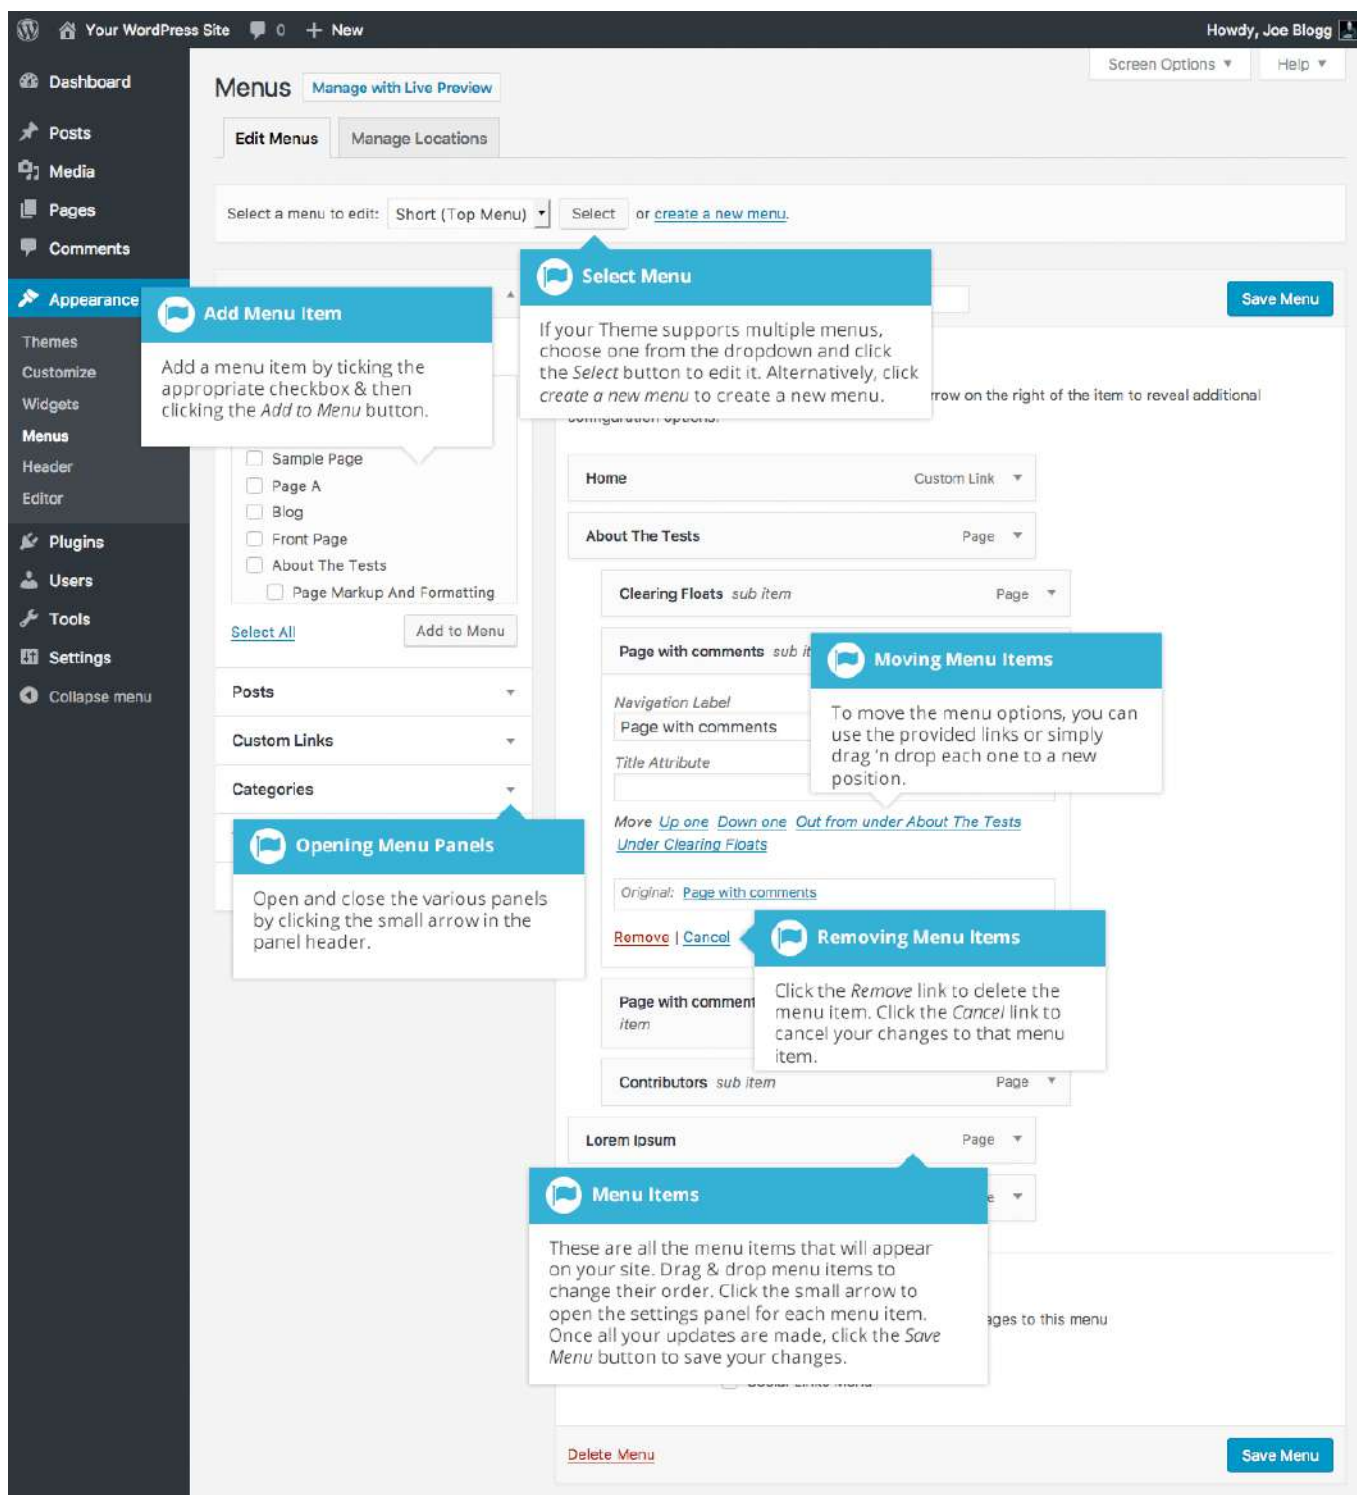 Your WordPress Site 0 + New
Howdy, Joe Blogg
Dashboard
Posts
Media
Pages
Comments
Appearance
Themes
Customize
Widgets
Menus
Header
Editor
Plugins
Users
Tools
Settings
Collapse menu
Screen Options
Help
Menus
Manage with Live Preview
Edit Menus
Manage Locations
Select a menu to edit: Short (Top Menu) Select or create a new menu.
Save Menu
Select Menu
If your Theme supports multiple menus,
choose one from the dropdown and click
the Select button to edit it. Alternatively, click
create a new menu to create a new menu.
Add Menu Item
Add a menu item by ticking the
appropriate checkbox & then
clicking the Add to Menu button.
on the right of the item to reveal additional
configuration options.
Sample Page
Page A
Blog
Front Page
About The Tests
Page Markup And Formatting
Select All
Add to Menu
Posts
Custom Links
Categories
Opening Menu Panels
Open and close the various panels
by clicking the small arrow in the
panel header.
Home Custom Link
About The Tests Page
Clearing Floats sub item Page
Page with comments sub
Moving Menu Items
To move the menu options, you can
use the provided links or simply
drag 'n drop each one to a new
position.
Navigation Label
Page with comments
Title Attribute
Move Up one Down one Out from under About The Tests
Under Clearing Floats
Original: Page with comments
Remove | Cancel
Removing Menu Items
Click the Remove link to delete the
menu item. Click the Cancel link to
cancel your changes to that menu
item.
Page with comment
item
Contributors sub item Page
Lorem Ipsum Page
Menu Items
These are all the menu items that will appear
on your site. Drag & drop menu items to
change their order. Click the small arrow to
open the settings panel for each menu item.
Once all your updates are made, click the Save
Menu button to save your changes.
to this menu
Delete Menu
Save Menu